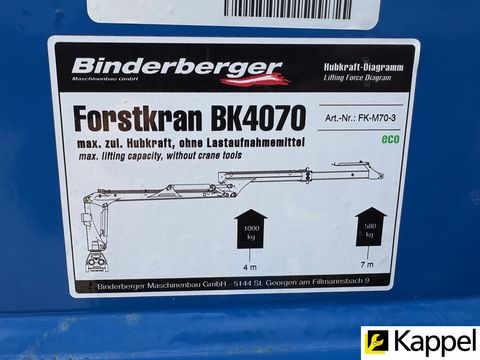 Binderberger
Maschinenbau GmbH
Hubkraft-Diagramm
Lifting Force Diagram
Forstkran BK4070
Art.-Nr.: FK-M70-3
max. zul. Hubkraft, ohne Lastaufnahmemittel
max. lifting capacity, without crane tools
eco
1000
kg
580
kg
4 m
7 m
Binderberger Maschinenbau GmbH - 5144 St. Georgen am Fillmannsbach 9
Kappel